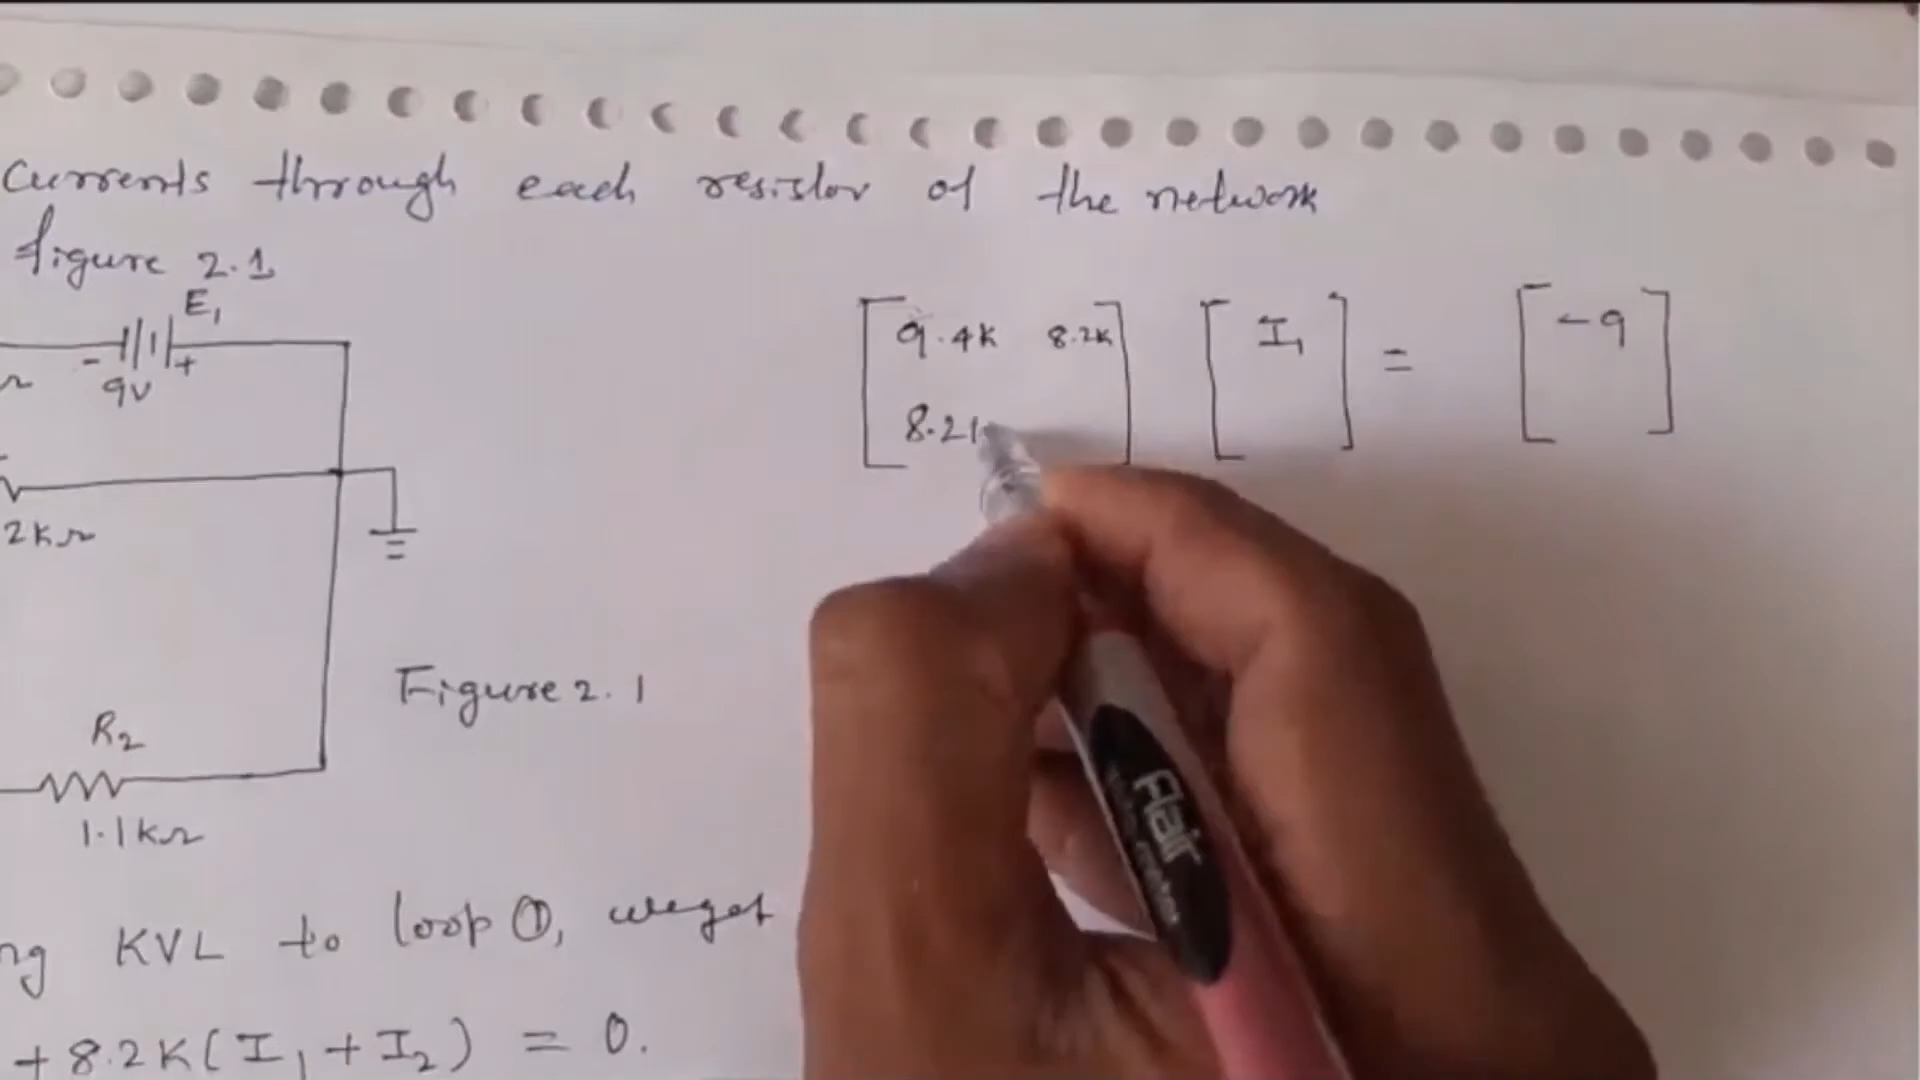 currents through each resistor of the network
figure 2.1
E1
- +
9V
[ 9.4K 8.2K ] [ I1 ] = [ -9 ]
8.2K
2KΩ
Figure 2.1
R2
1.1KΩ
ng KVL to loop ①, we get
+ 8.2K(I1 + I2) = 0.
Flair